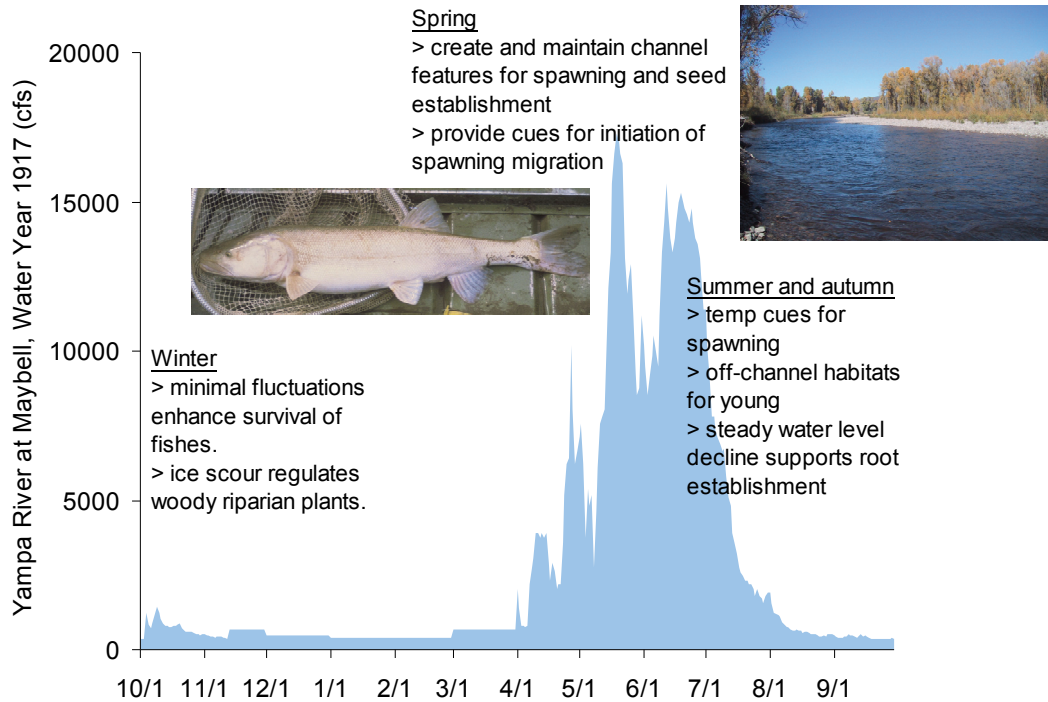 Spring
> create and maintain channel
features for spawning and seed
establishment
> provide cues for initiation of
spawning migration
Yampa River at Maybell, Water Year 1917 (cfs)
20000
15000
10000
5000
0
Winter
> minimal fluctuations
enhance survival of
fishes.
> ice scour regulates
woody riparian plants.
Summer and autumn
> temp cues for
spawning
> off-channel habitats
for young
> steady water level
decline supports root
establishment
10/1 11/1 12/1 1/1 2/1 3/1 4/1 5/1 6/1 7/1 8/1 9/1